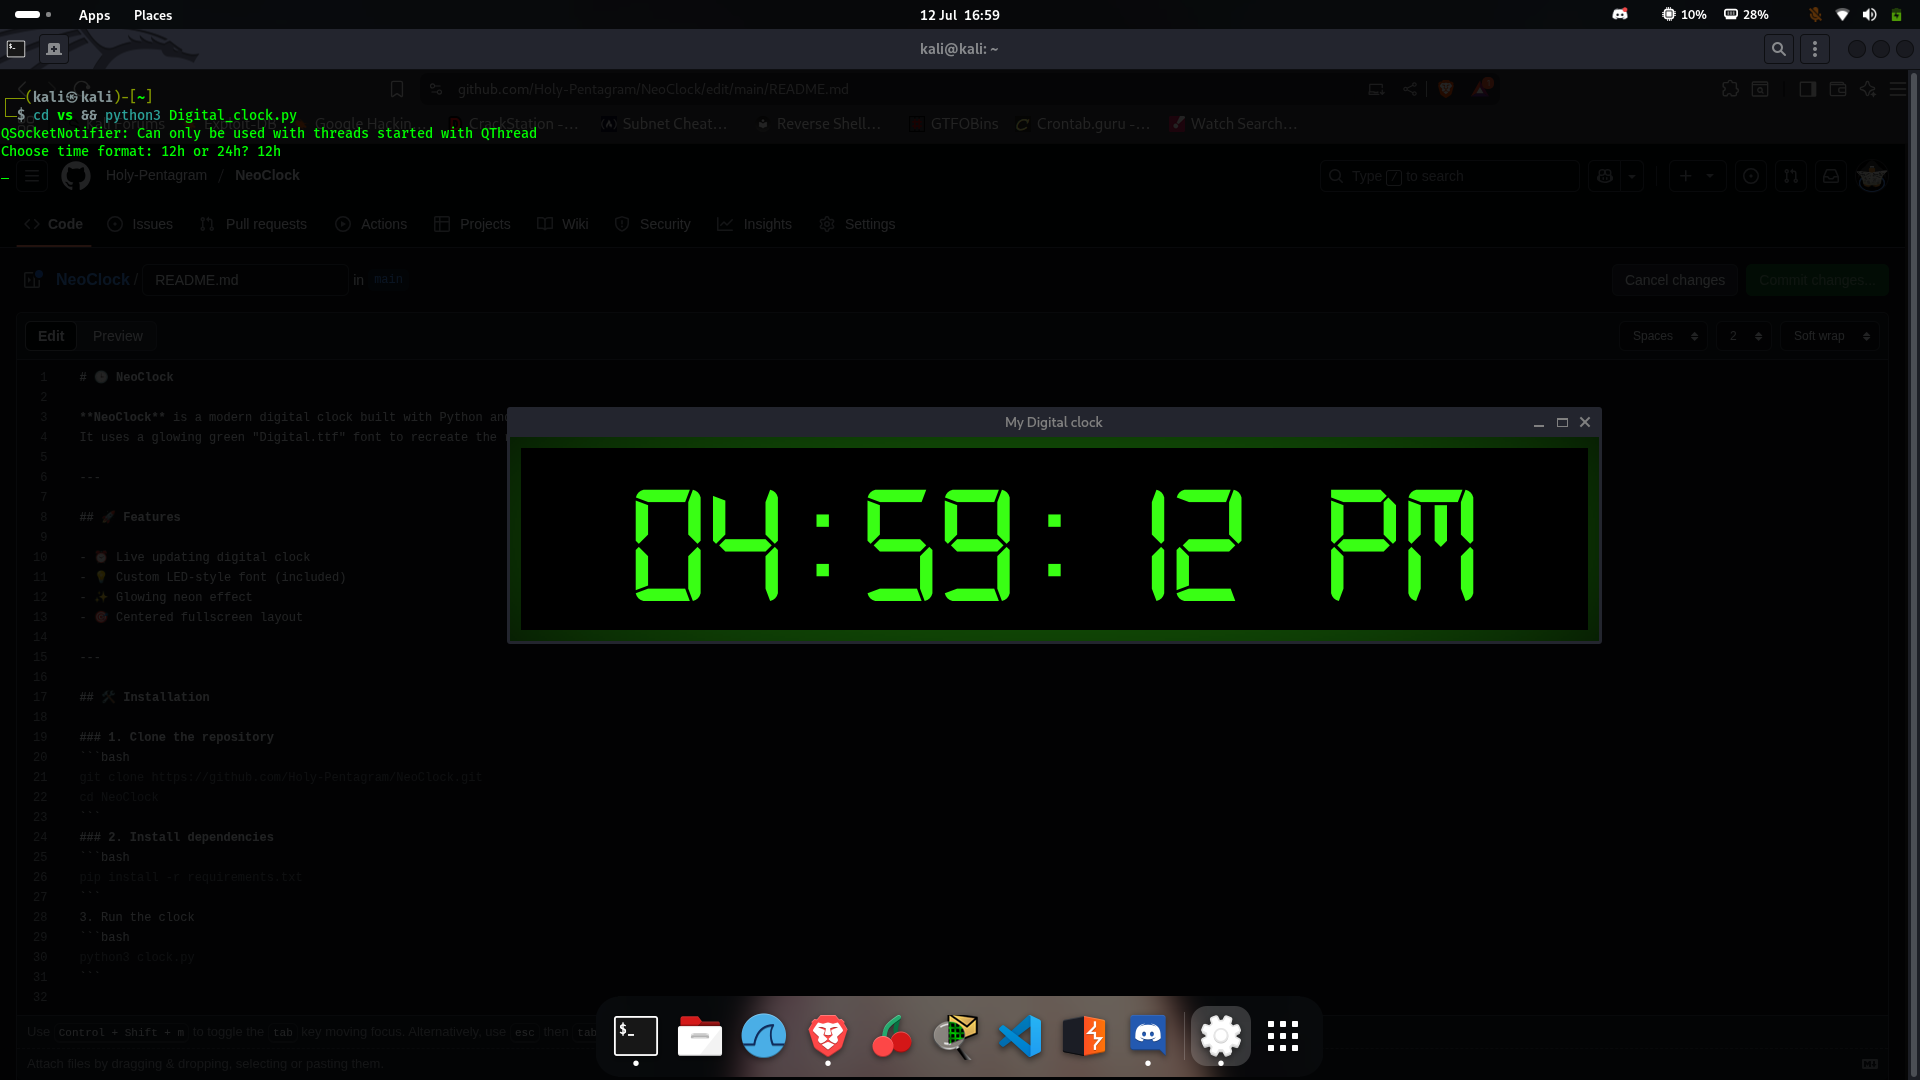 Apps Places 12 Jul 16:59 10% 28%
kali@kali: ~
github.com/Holy-Pentagram/NeoClock/edit/main/README.md
┌──(kali㉿kali)-[~]
└─$ cd vs && python3 Digital_clock.py
Kali Forums Exploit-DB Google Hackin CrackStation -... Subnet Cheat... Reverse Shell... GTFOBins Crontab.guru -... Watch Search...
QSocketNotifier: Can only be used with threads started with QThread
Choose time format: 12h or 24h? 12h
Holy-Pentagram / NeoClock Type / to search
Code Issues Pull requests Actions Projects Wiki Security Insights Settings
NeoClock / README.md in main Cancel changes Commit changes...
Edit Preview Spaces 2 Soft wrap
1 # 🕒 NeoClock
2
3 **NeoClock** is a modern digital clock built with Python and
4 It uses a glowing green "Digital.ttf" font to recreate the
5
6 ---
7
8 ## 🚀 Features
9
10 - ⏰ Live updating digital clock
11 - 💡 Custom LED-style font (included)
12 - ✨ Glowing neon effect
13 - 🎯 Centered fullscreen layout
14
15 ---
16
17 ## 🛠 Installation
18
19 ### 1. Clone the repository
20 ```bash
21 git clone https://github.com/Holy-Pentagram/NeoClock.git
22 cd NeoClock
23 ```
24 ### 2. Install dependencies
25 ```bash
26 pip install -r requirements.txt
27 ```
28 3. Run the clock
29 ```bash
30 python3 clock.py
31 ```
32
My Digital clock
04:59:12 PM
Use Control + Shift + m to toggle the tab key moving focus. Alternatively, use esc then tab
Attach files by dragging & dropping, selecting or pasting them.